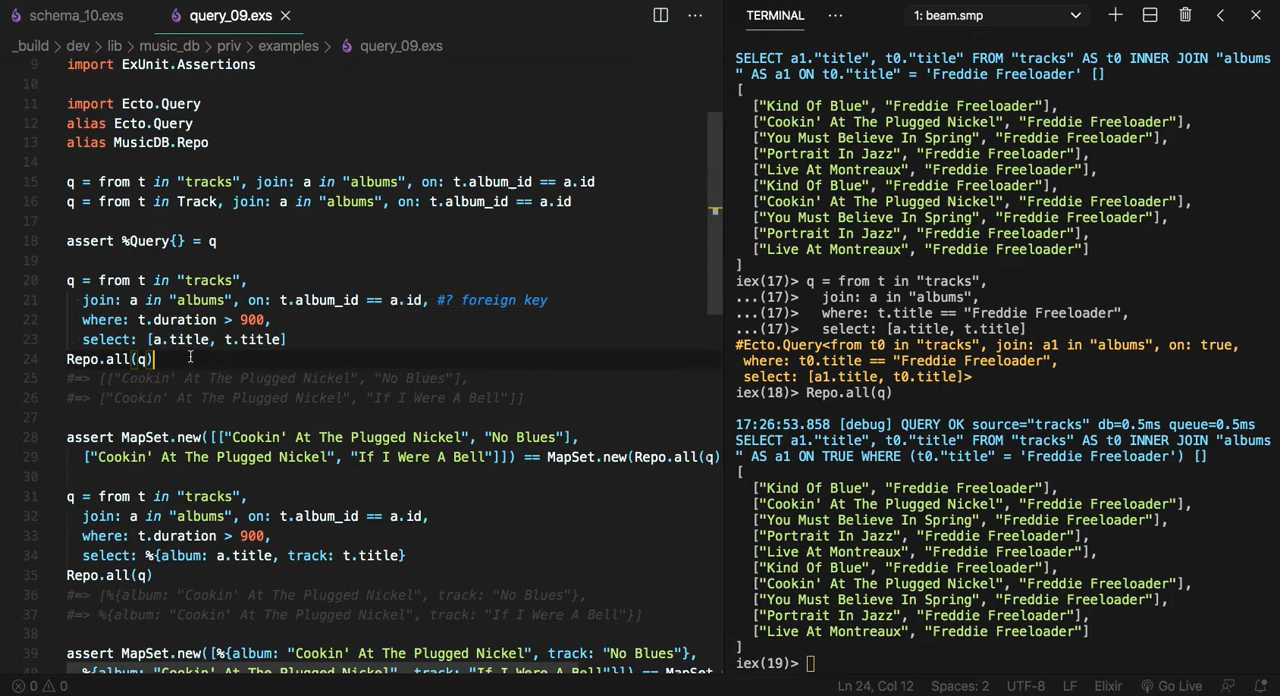 schema_10.exs
query_09.exs
_build > dev > lib > music_db > priv > examples > query_09.exs
9 import ExUnit.Assertions
10
11 import Ecto.Query
12 alias Ecto.Query
13 alias MusicDB.Repo
14
15 q = from t in "tracks", join: a in "albums", on: t.album_id == a.id
16 q = from t in Track, join: a in "albums", on: t.album_id == a.id
17
18 assert %Query{} = q
19
20 q = from t in "tracks",
21 join: a in "albums", on: t.album_id == a.id, #? foreign key
22 where: t.duration > 900,
23 select: [a.title, t.title]
24 Repo.all(q)
25 #=> [["Cookin' At The Plugged Nickel", "No Blues"],
26 #=> ["Cookin' At The Plugged Nickel", "If I Were A Bell"]]
27
28 assert MapSet.new([["Cookin' At The Plugged Nickel", "No Blues"],
29 ["Cookin' At The Plugged Nickel", "If I Were A Bell"]]) == MapSet.new(Repo.all(q)
30
31 q = from t in "tracks",
32 join: a in "albums", on: t.album_id == a.id,
33 where: t.duration > 900,
34 select: %{album: a.title, track: t.title}
35 Repo.all(q)
36 #=> [%{album: "Cookin' At The Plugged Nickel", track: "No Blues"},
37 #=> %{album: "Cookin' At The Plugged Nickel", track: "If I Were A Bell"}]
38
39 assert MapSet.new([%{album: "Cookin' At The Plugged Nickel", track: "No Blues"},
%{album: "Cookin' At The Plugged Nickel", track: "If I Were A Bell"}]) == MapSet
TERMINAL
1: beam.smp
SELECT a1."title", t0."title" FROM "tracks" AS t0 INNER JOIN "albums
" AS a1 ON t0."title" = 'Freddie Freeloader' []
[
["Kind Of Blue", "Freddie Freeloader"],
["Cookin' At The Plugged Nickel", "Freddie Freeloader"],
["You Must Believe In Spring", "Freddie Freeloader"],
["Portrait In Jazz", "Freddie Freeloader"],
["Live At Montreaux", "Freddie Freeloader"],
["Kind Of Blue", "Freddie Freeloader"],
["Cookin' At The Plugged Nickel", "Freddie Freeloader"],
["You Must Believe In Spring", "Freddie Freeloader"],
["Portrait In Jazz", "Freddie Freeloader"],
["Live At Montreaux", "Freddie Freeloader"]
]
iex(17)> q = from t in "tracks",
...(17)> join: a in "albums",
...(17)> where: t.title == "Freddie Freeloader",
...(17)> select: [a.title, t.title]
#Ecto.Query<from t0 in "tracks", join: a1 in "albums", on: true,
where: t0.title == "Freddie Freeloader",
select: [a1.title, t0.title]>
iex(18)> Repo.all(q)
17:26:53.858 [debug] QUERY OK source="tracks" db=0.5ms queue=0.5ms
SELECT a1."title", t0."title" FROM "tracks" AS t0 INNER JOIN "albums
" AS a1 ON TRUE WHERE (t0."title" = 'Freddie Freeloader') []
[
["Kind Of Blue", "Freddie Freeloader"],
["Cookin' At The Plugged Nickel", "Freddie Freeloader"],
["You Must Believe In Spring", "Freddie Freeloader"],
["Portrait In Jazz", "Freddie Freeloader"],
["Live At Montreaux", "Freddie Freeloader"],
["Kind Of Blue", "Freddie Freeloader"],
["Cookin' At The Plugged Nickel", "Freddie Freeloader"],
["You Must Believe In Spring", "Freddie Freeloader"],
["Portrait In Jazz", "Freddie Freeloader"],
["Live At Montreaux", "Freddie Freeloader"]
]
iex(19)>
0 0
Ln 24, Col 12 Spaces: 2 UTF-8 LF Elixir Go Live